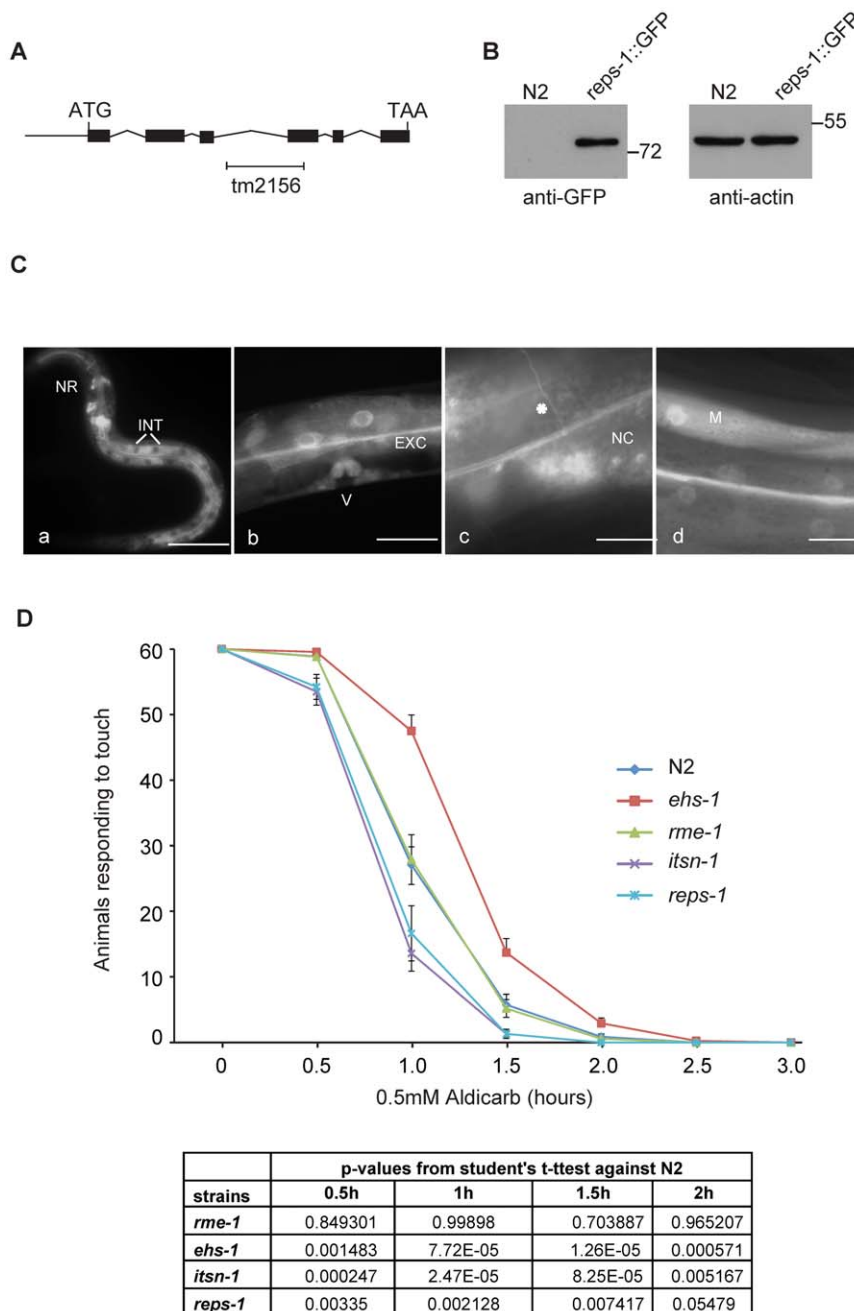 A
ATG
TAA
tm2156
B
N2
reps-1::GFP
72
anti-GFP
N2
reps-1::GFP
55
anti-actin
C
NR
INT
a
EXC
V
b
*
NC
c
M
d
D
Animals responding to touch
60
50
40
30
20
10
0
0 0.5 1.0 1.5 2.0 2.5 3.0
0.5mM Aldicarb (hours)
N2
ehs-1
rme-1
itsn-1
reps-1
p-values from student's t-ttest against N2
strains 0.5h 1h 1.5h 2h
rme-1 0.849301 0.99898 0.703887 0.965207
ehs-1 0.001483 7.72E-05 1.26E-05 0.000571
itsn-1 0.000247 2.47E-05 8.25E-05 0.005167
reps-1 0.00335 0.002128 0.007417 0.05479